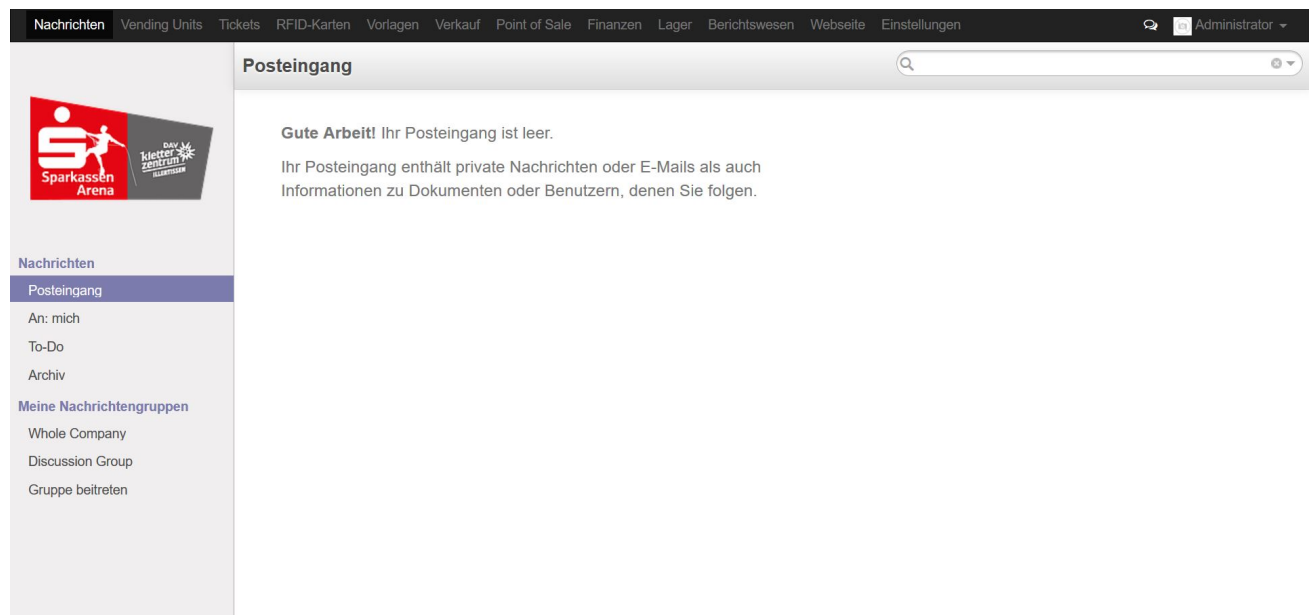 Nachrichten Vending Units Tickets RFID-Karten Vorlagen Verkauf Point of Sale Finanzen Lager Berichtswesen Webseite Einstellungen Administrator
Posteingang
Sparkassen
Arena
DAV
kletter
zentrum
ILLERTISSEN
Gute Arbeit! Ihr Posteingang ist leer.
Ihr Posteingang enthält private Nachrichten oder E-Mails als auch
Informationen zu Dokumenten oder Benutzern, denen Sie folgen.
Nachrichten
Posteingang
An: mich
To-Do
Archiv
Meine Nachrichtengruppen
Whole Company
Discussion Group
Gruppe beitreten